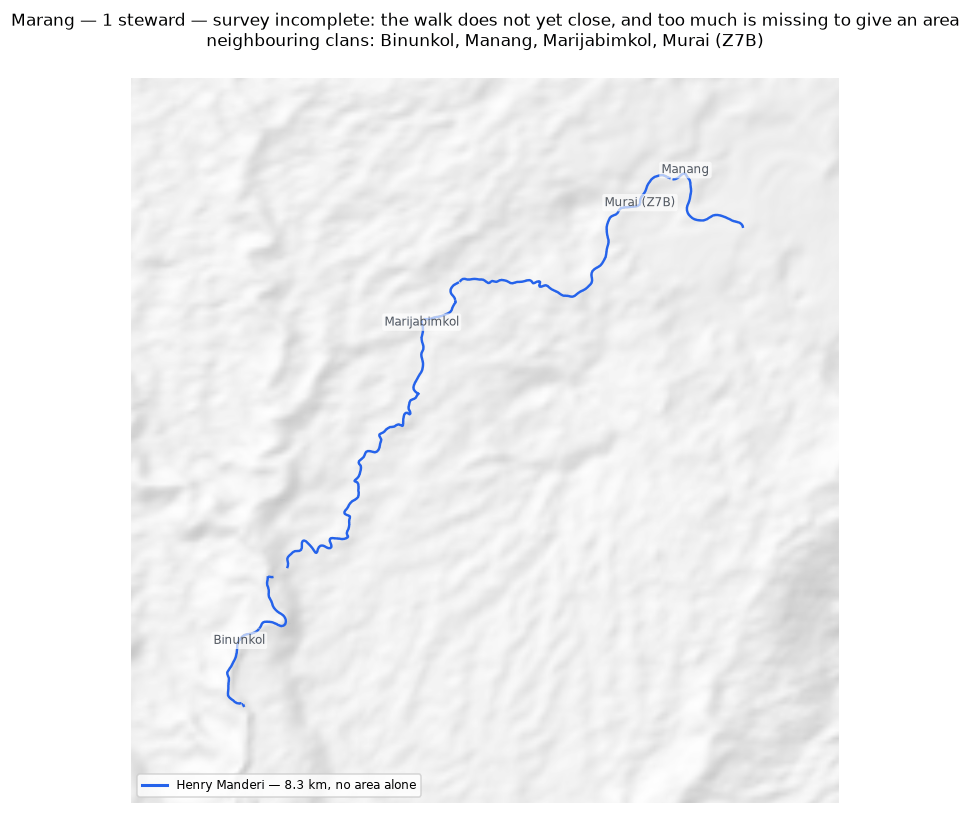 Marang — 1 steward — survey incomplete: the walk does not yet close, and too much is missing to give an area
neighbouring clans: Binunkol, Manang, Marijabimkol, Murai (Z7B)
Manang
Murai (Z7B)
Marijabimkol
Binunkol
Henry Manderi — 8.3 km, no area alone